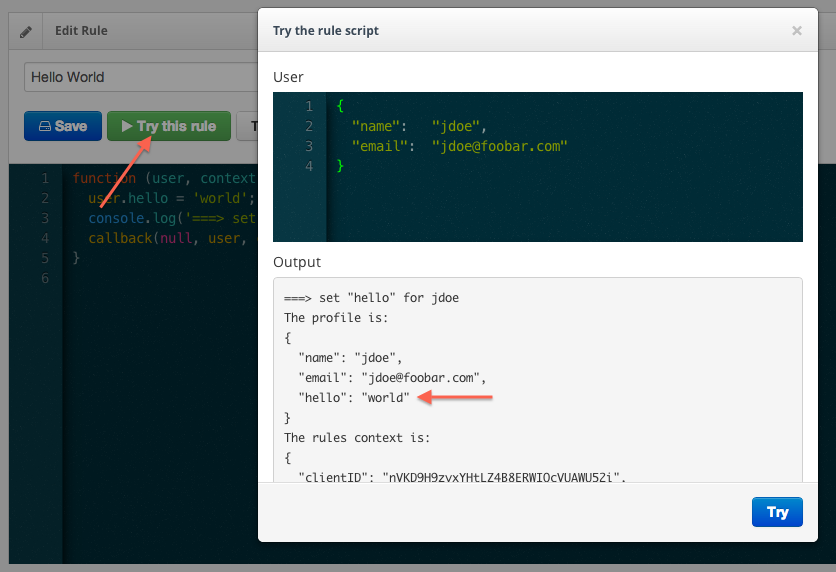 Edit Rule
Hello World
Save
Try this rule
T
1 function (user, context
2 user.hello = 'world';
3 console.log('===> set
4 callback(null, user,
5 }
6
Try the rule script
×
User
1 {
2 "name": "jdoe",
3 "email": "jdoe@foobar.com"
4 }
Output
===> set "hello" for jdoe
The profile is:
{
"name": "jdoe",
"email": "jdoe@foobar.com",
"hello": "world"
}
The rules context is:
{
"clientID":
Try